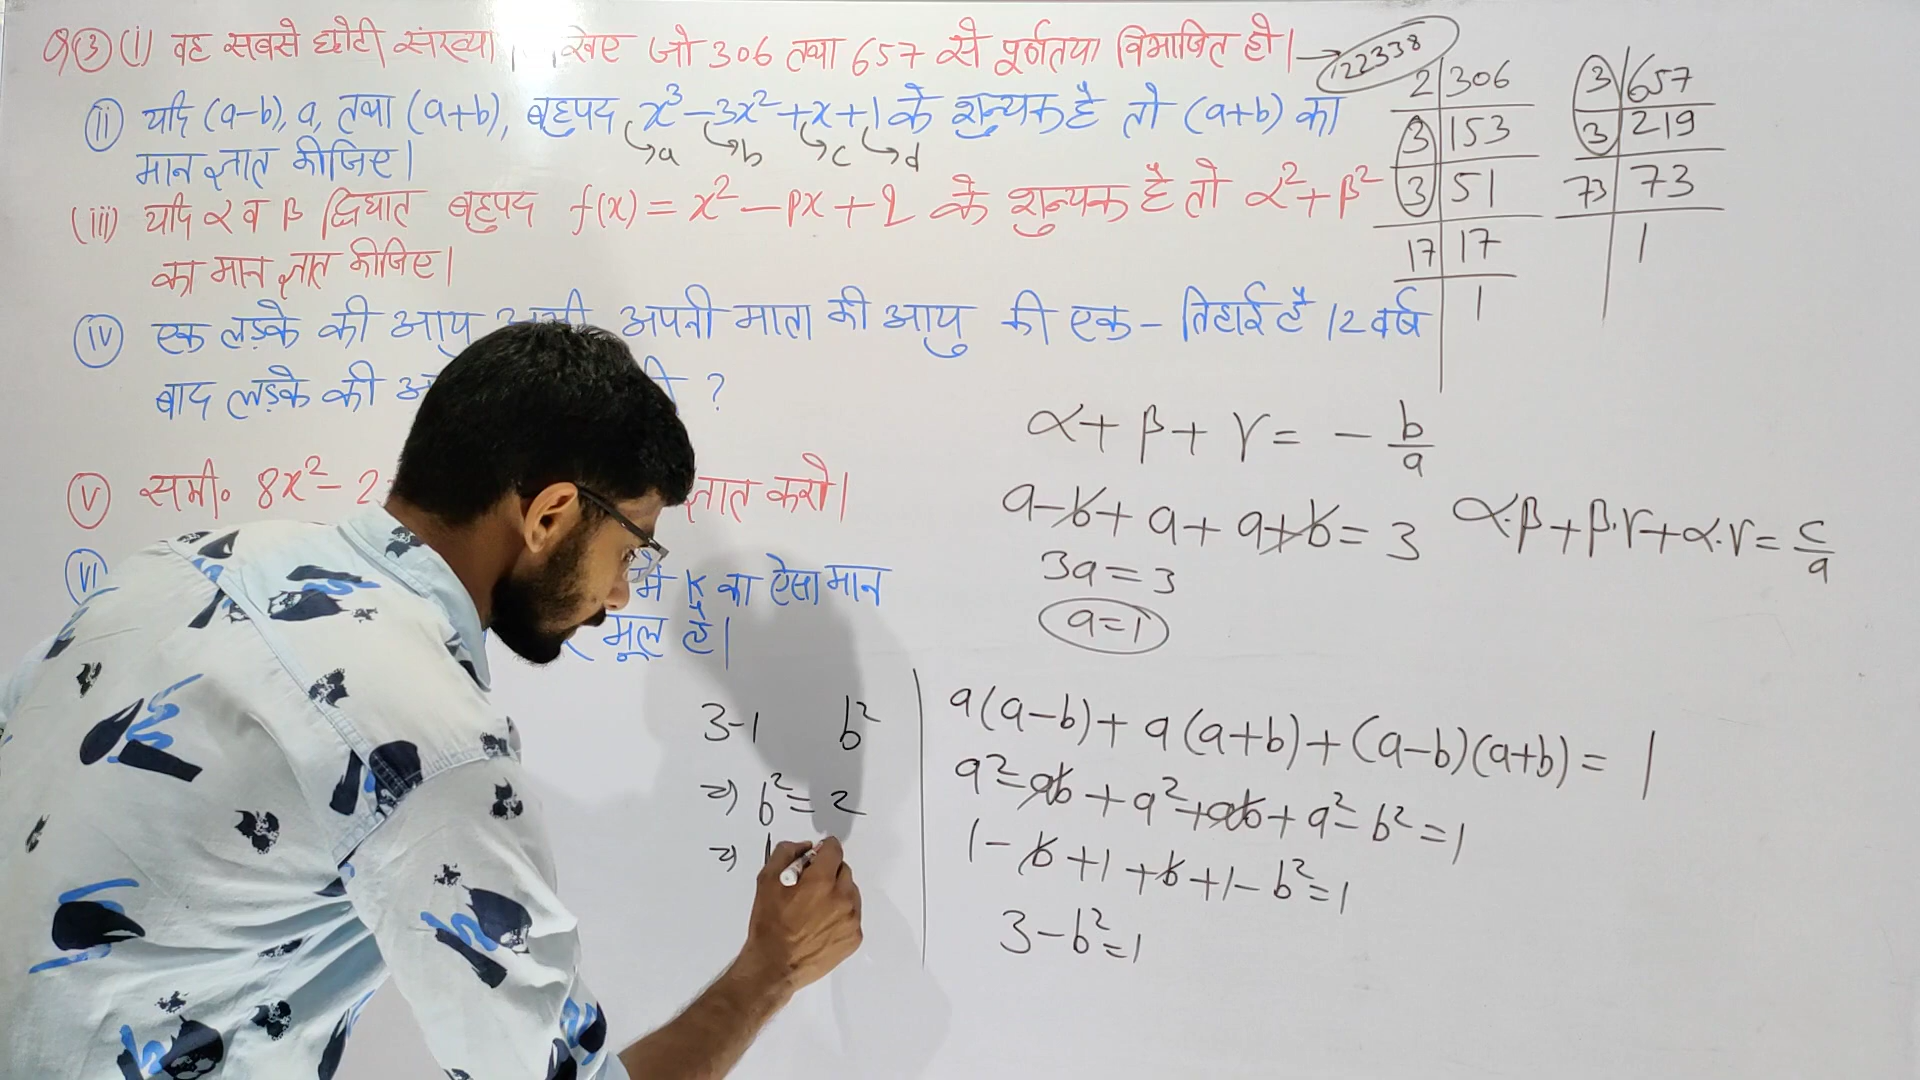 Q③ (i) वह सबसे छोटी संख्या जो 306 तथा 657 से पूर्णतया विभाजित हो। → 122338
(ii) यदि (a-b), a, तथा (a+b), बहुपद x³-3x²+x+1 के शून्यक है तो (a+b) का
a b c d
मान ज्ञात कीजिए।
(iii) यदि α व β द्विघात बहुपद f(x) = x² - px + q के शून्यक है तो α²+β²
का मान ज्ञात कीजिए।
(iv) एक लड़के की आयु अपनी माता की आयु की एक-तिहाई है 12 वर्ष
बाद लड़के की ?
(v) समी० 8x² - 2 ज्ञात करो।
(vi) में K का ऐसा मान
मूल है।
2 | 306
3 | 153
3 | 51
17 | 17
1
3 | 657
3 | 219
73 | 73
1
α + β + γ = - b/a
a-b + a + a+b = 3
3a = 3
a=1
α.β + β.γ + α.γ = c/a
a(a-b) + a(a+b) + (a-b)(a+b) = 1
a²-ab + a²+ab + a²-b² = 1
1-b+1+b+1-b²=1
3-b²=1
3-1 b²
⇒ b² = 2
⇒